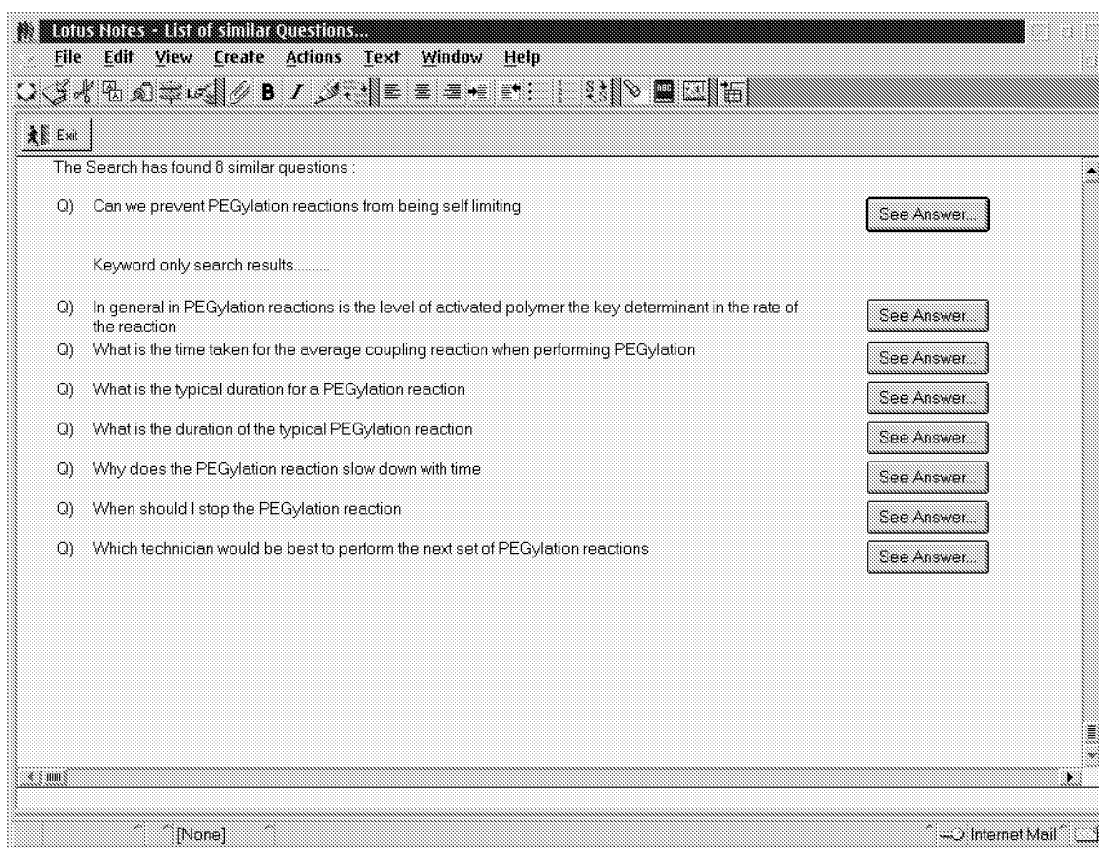 Lotus Notes - List of similar Questions...
File Edit View Create Actions Text Window Help
B I
ABC
Exit
The Search has found 8 similar questions :
Q) Can we prevent PEGylation reactions from being self limiting See Answer...
Keyword only search results.........
Q) In general in PEGylation reactions is the level of activated polymer the key determinant in the rate of See Answer...
the reaction
Q) What is the time taken for the average coupling reaction when performing PEGylation See Answer...
Q) What is the typical duration for a PEGylation reaction See Answer...
Q) What is the duration of the typical PEGylation reaction See Answer...
Q) Why does the PEGylation reaction slow down with time See Answer...
Q) When should I stop the PEGylation reaction See Answer...
Q) Which technician would be best to perform the next set of PEGylation reactions See Answer...
[None] Internet Mail